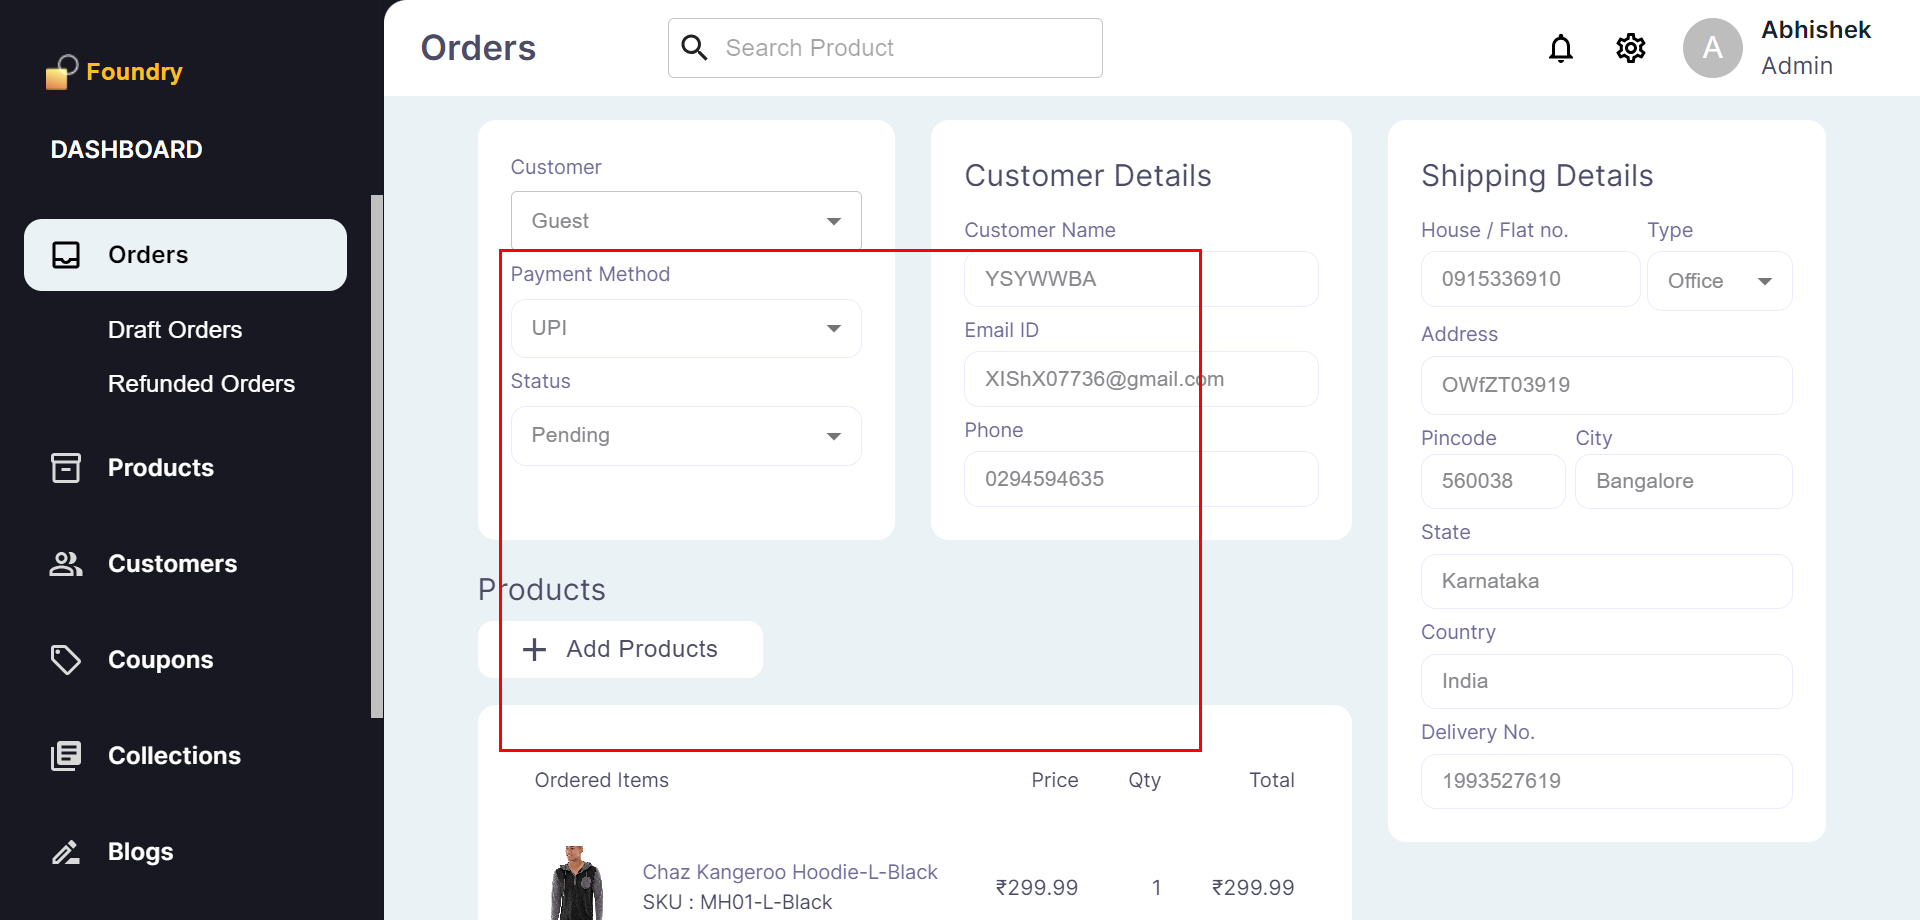 Foundry
DASHBOARD
Orders
Draft Orders
Refunded Orders
Products
Customers
Coupons
Collections
Blogs
Orders
Search Product
A
Abhishek
Admin
Customer
Guest
Payment Method
UPI
Status
Pending
Customer Details
Customer Name
YSYWWBA
Email ID
XIShX07736@gmail.com
Phone
0294594635
Shipping Details
House / Flat no. Type
0915336910 Office
Address
OWfZT03919
Pincode City
560038 Bangalore
State
Karnataka
Country
India
Delivery No.
1993527619
Products
Add Products
Ordered Items Price Qty Total
Chaz Kangeroo Hoodie-L-Black
SKU : MH01-L-Black
₹299.99 1 ₹299.99